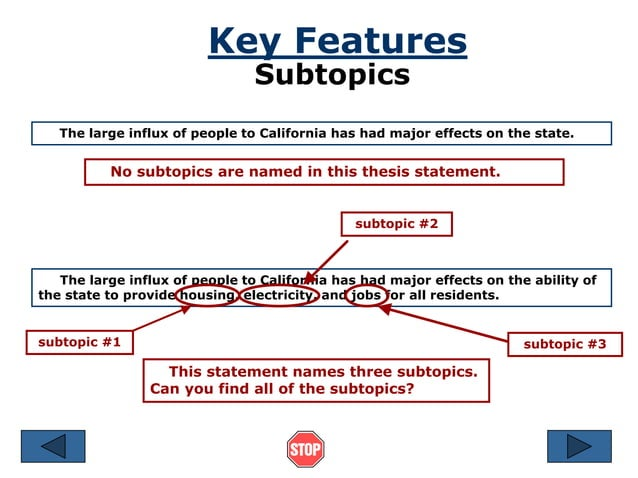 Key Features
Subtopics
The large influx of people to California has had major effects on the state.
No subtopics are named in this thesis statement.
subtopic #2
The large influx of people to California has had major effects on the ability of
the state to provide housing, electricity, and jobs for all residents.
subtopic #1
subtopic #3
This statement names three subtopics.
Can you find all of the subtopics?
STOP